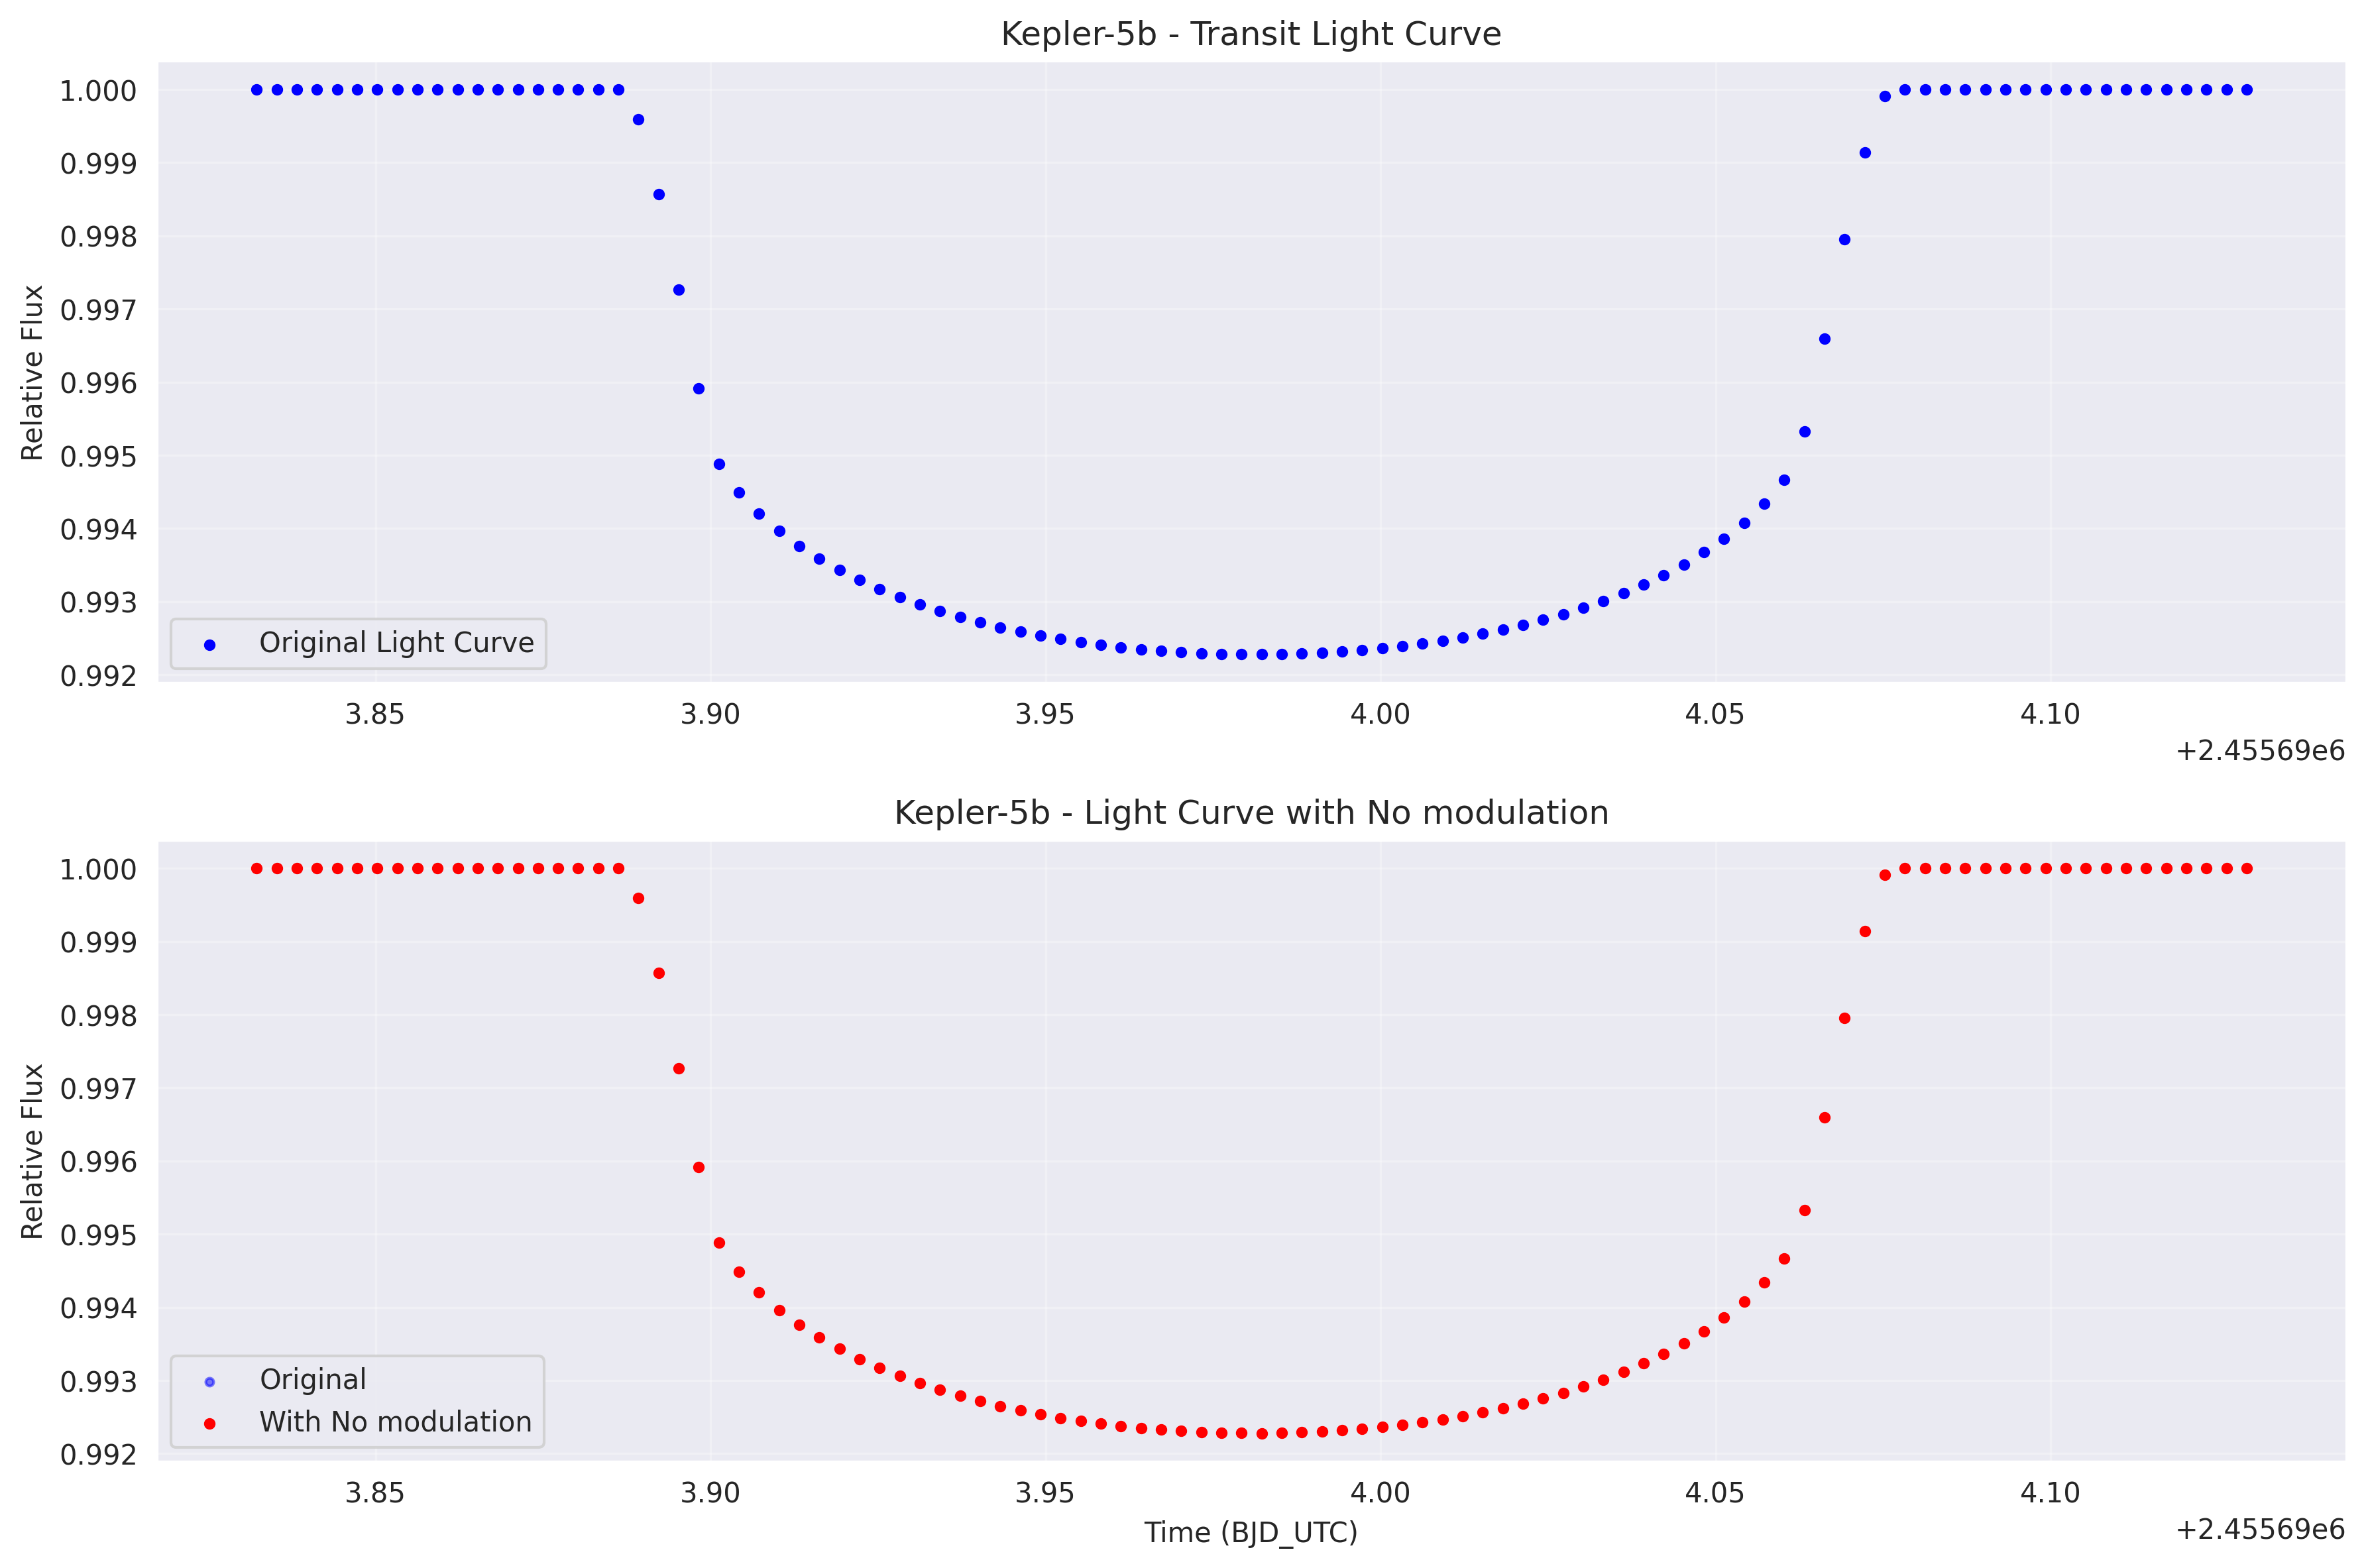 Kepler-5b - Transit Light Curve
Relative Flux
1.000
0.999
0.998
0.997
0.996
0.995
0.994
0.993
0.992
Original Light Curve
3.85 3.90 3.95 4.00 4.05 4.10
+2.45569e6
Kepler-5b - Light Curve with No modulation
Relative Flux
1.000
0.999
0.998
0.997
0.996
0.995
0.994
0.993
0.992
Original
With No modulation
3.85 3.90 3.95 4.00 4.05 4.10
Time (BJD_UTC)
+2.45569e6